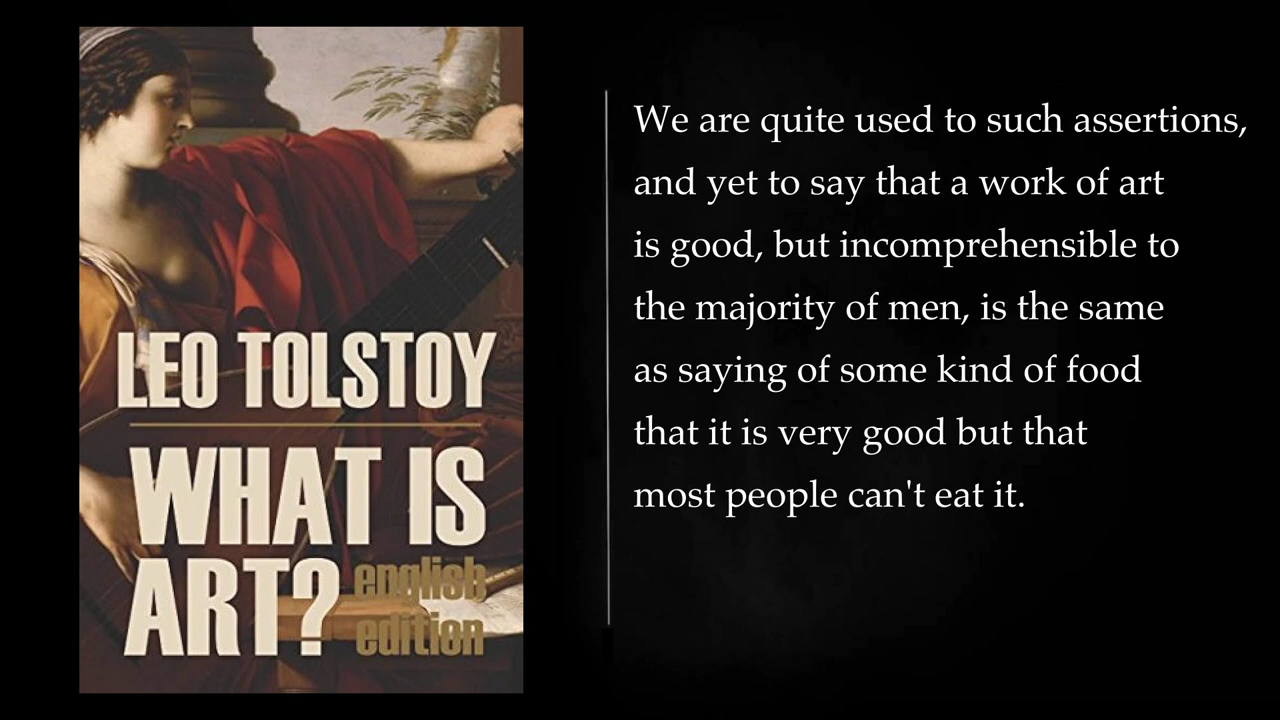 LEO TOLSTOY
WHAT IS
ART?
english
edition
We are quite used to such assertions,
and yet to say that a work of art
is good, but incomprehensible to
the majority of men, is the same
as saying of some kind of food
that it is very good but that
most people can't eat it.